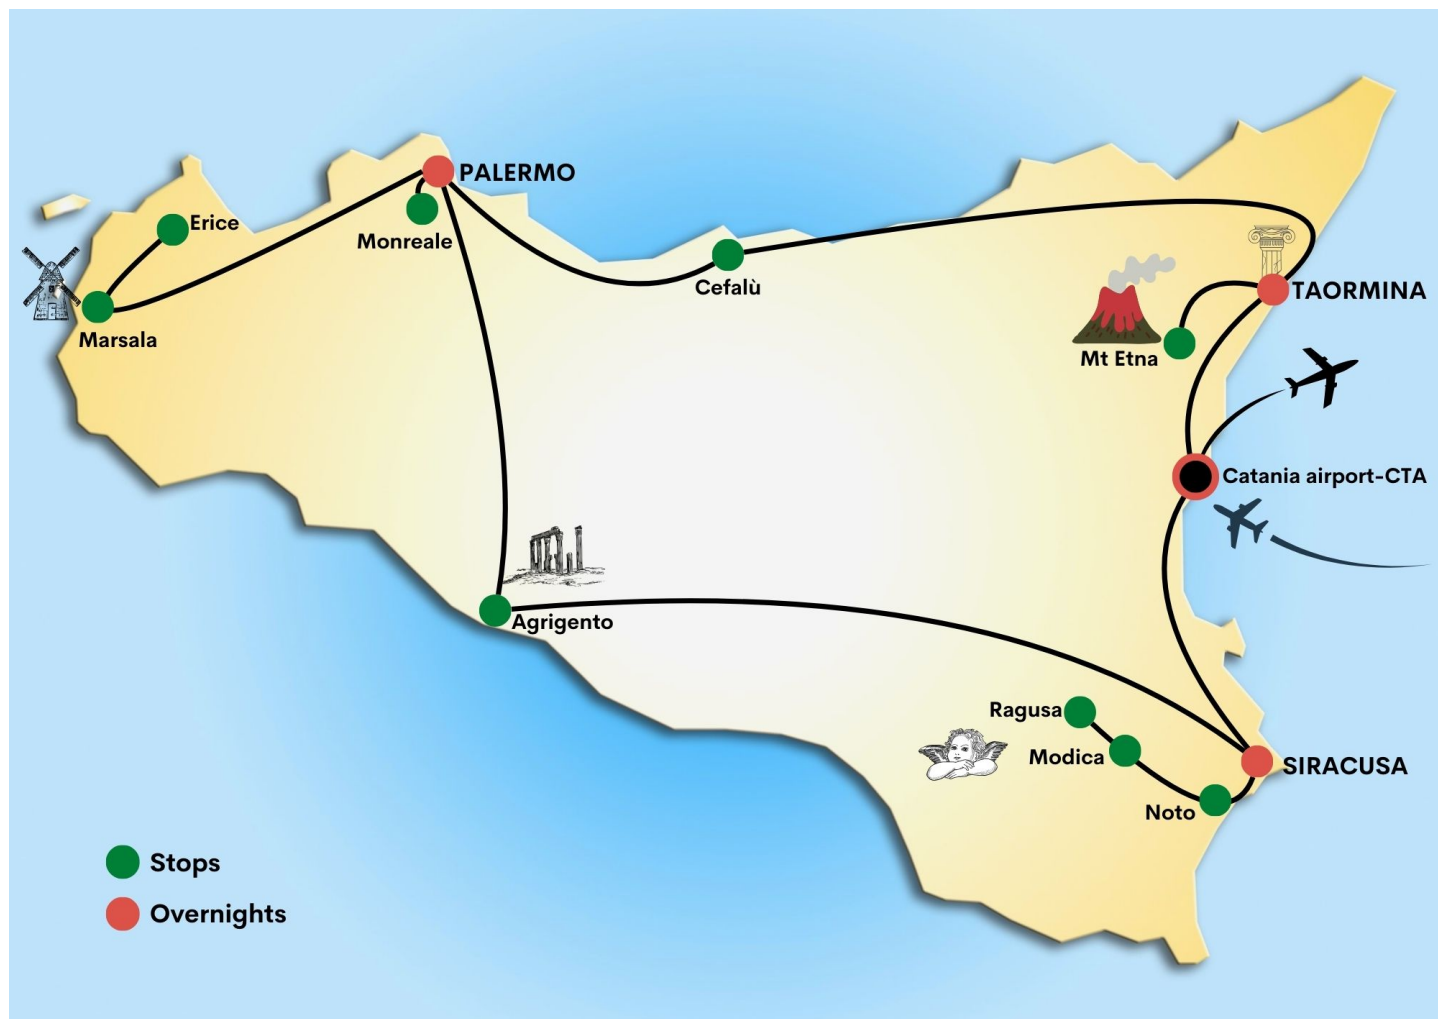 PALERMO
Erice
Monreale
Cefalù
TAORMINA
Marsala
Mt Etna
Catania airport-CTA
Agrigento
Ragusa
Modica
SIRACUSA
Noto
Stops
Overnights